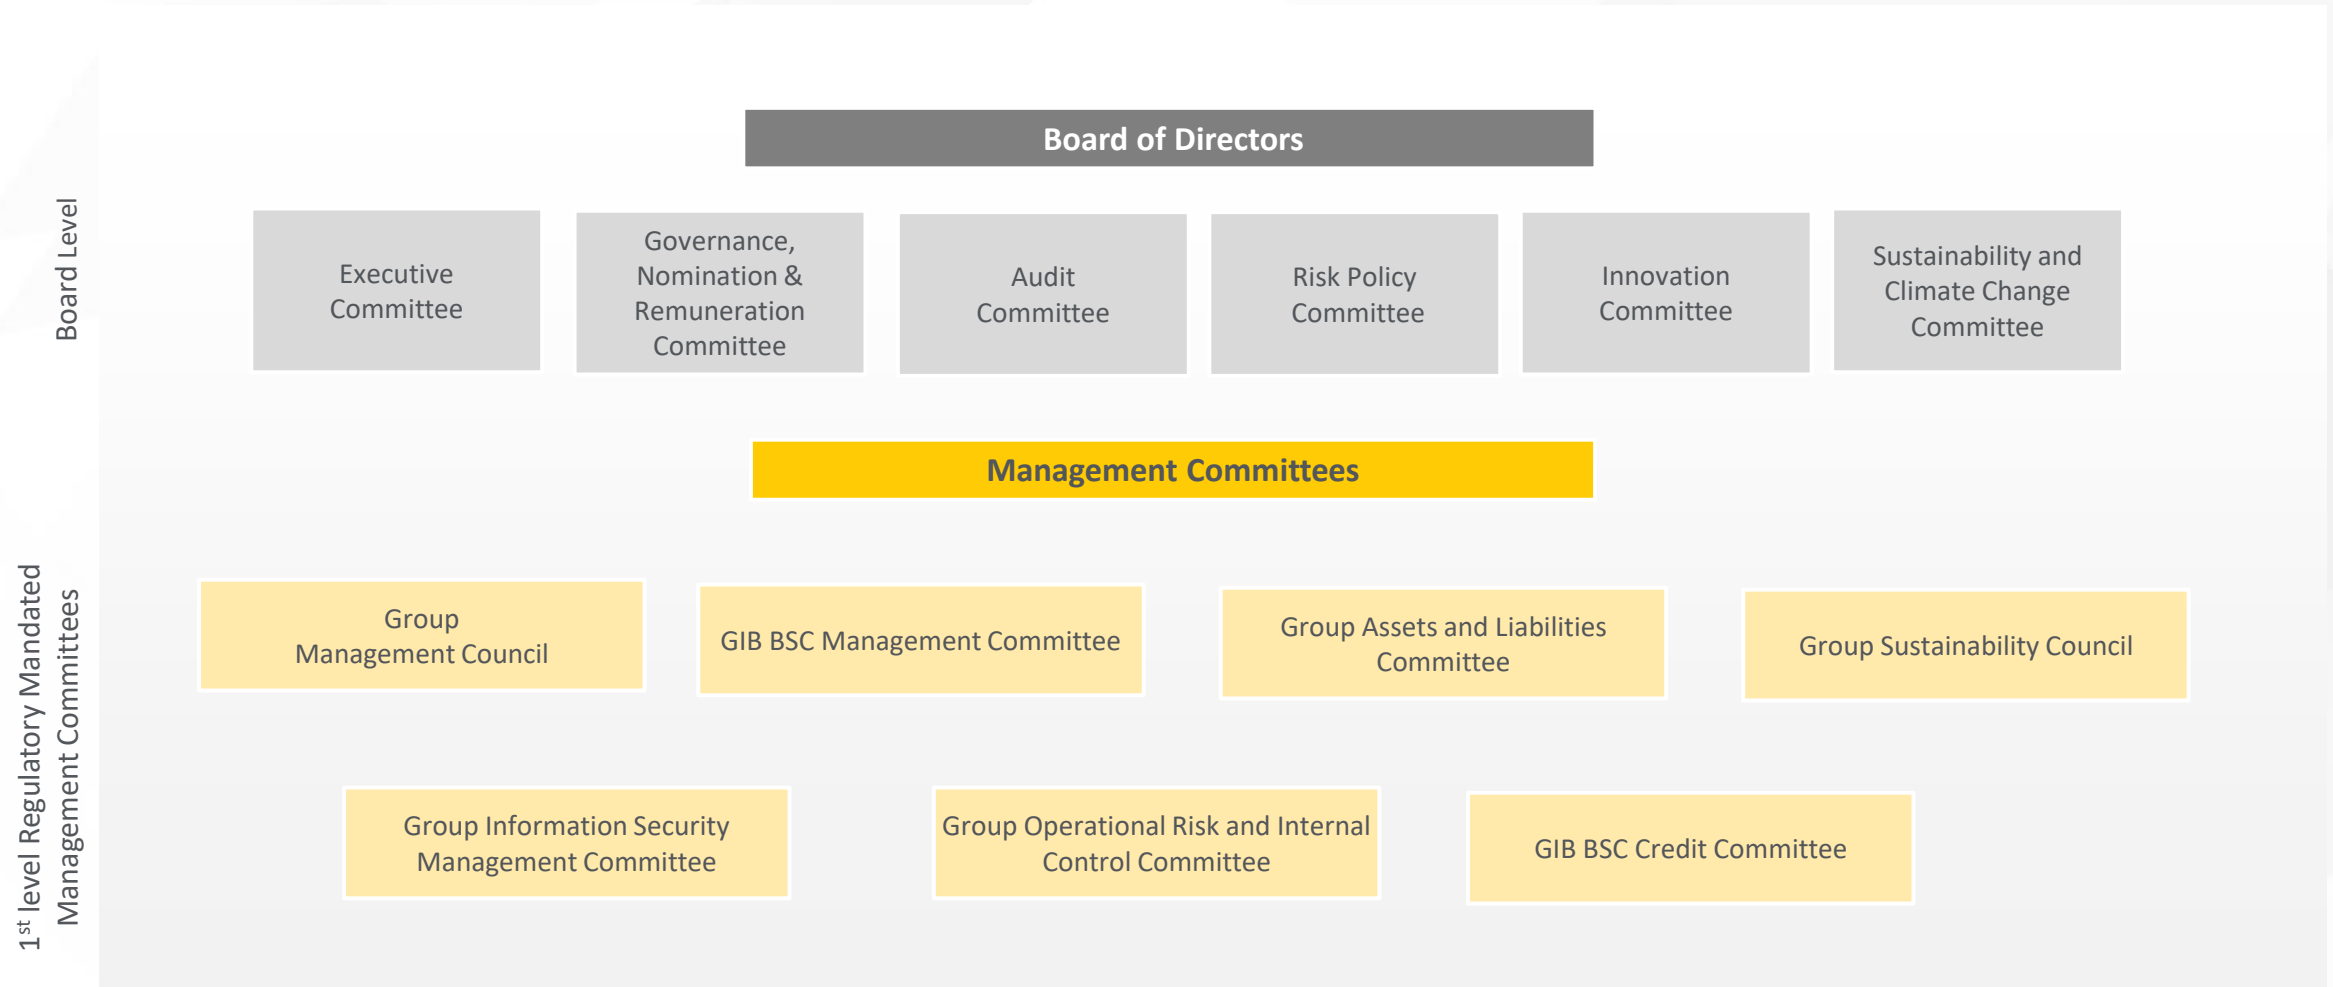 Board of Directors
Board Level
Executive
Committee
Governance,
Nomination &
Remuneration
Committee
Audit
Committee
Risk Policy
Committee
Innovation
Committee
Sustainability and
Climate Change
Committee
Management Committees
1st level Regulatory Mandated
Management Committees
Group
Management Council
GIB BSC Management Committee
Group Assets and Liabilities
Committee
Group Sustainability Council
Group Information Security
Management Committee
Group Operational Risk and Internal
Control Committee
GIB BSC Credit Committee